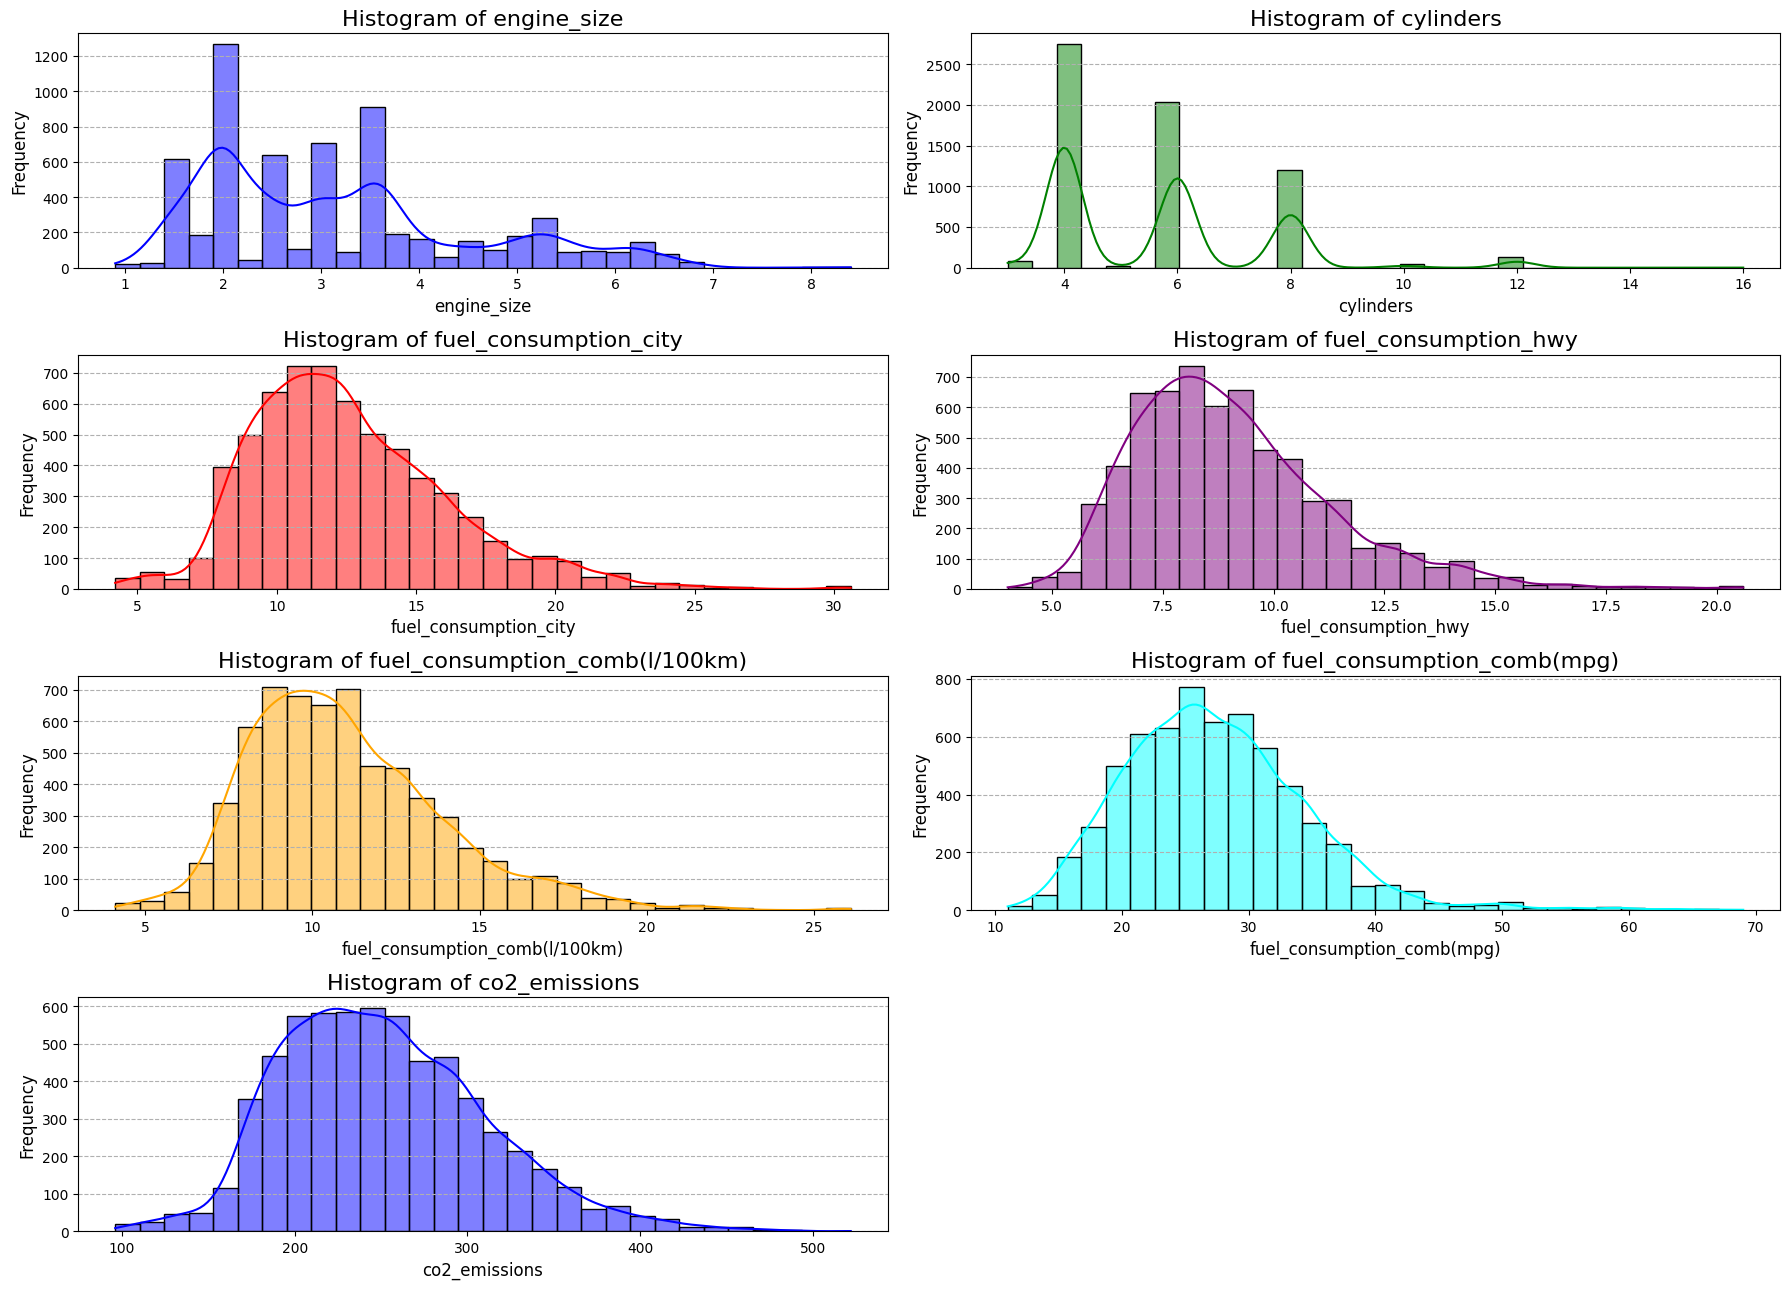 Histogram of engine_size
Frequency
1200
1000
800
600
400
200
0
1 2 3 4 5 6 7 8
engine_size
Histogram of cylinders
Frequency
2500
2000
1500
1000
500
0
4 6 8 10 12 14 16
cylinders
Histogram of fuel_consumption_city
Frequency
700
600
500
400
300
200
100
0
5 10 15 20 25 30
fuel_consumption_city
Histogram of fuel_consumption_hwy
Frequency
700
600
500
400
300
200
100
0
5.0 7.5 10.0 12.5 15.0 17.5 20.0
fuel_consumption_hwy
Histogram of fuel_consumption_comb(l/100km)
Frequency
700
600
500
400
300
200
100
0
5 10 15 20 25
fuel_consumption_comb(l/100km)
Histogram of fuel_consumption_comb(mpg)
Frequency
800
600
400
200
0
10 20 30 40 50 60 70
fuel_consumption_comb(mpg)
Histogram of co2_emissions
Frequency
600
500
400
300
200
100
0
100 200 300 400 500
co2_emissions